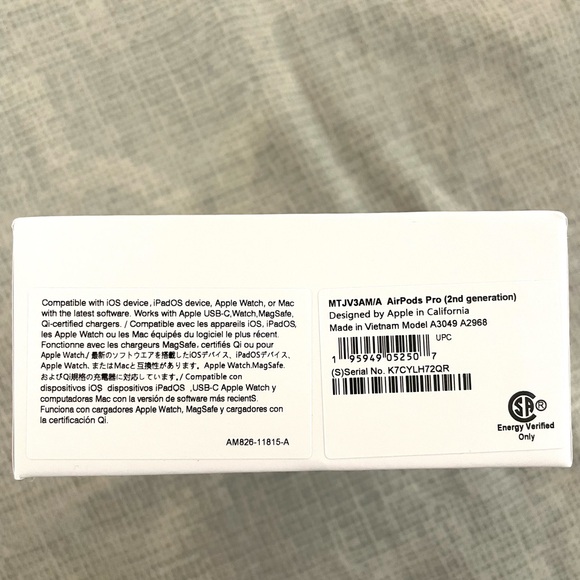 Compatible with iOS device, iPadOS device, Apple Watch, or Mac
with the latest software. Works with Apple USB-C,Watch,MagSafe,
Qi-certified chargers. / Compatible avec les appareils iOS, iPadOS,
les Apple Watch ou les Mac équipés du logiciel le plus récent.
Fonctionne avec les chargeurs MagSafe, certifiés Qi ou pour
Apple Watch./ 最新のソフトウエアを搭載したiOSデバイス、iPadOSデバイス、
Apple Watch, またはMacと互換性があります。Apple Watch.MagSafe.
およびQi規格の充電器に対応しています。/ Compatible con
dispositivos iOS dispositivos iPadOS ,USB-C Apple Watch y
computadoras Mac con la versión de software más recientS.
Funciona con cargadores Apple Watch, MagSafe y cargadores con
la certificación Qi.
AM826-11815-A
MTJV3AM/A AirPods Pro (2nd generation)
Designed by Apple in California
Made in Vietnam Model A3049 A2968
UPC
1 95949 05250 7
(S)Serial No. K7CYLH72QR
SA ®
Energy Verified
Only